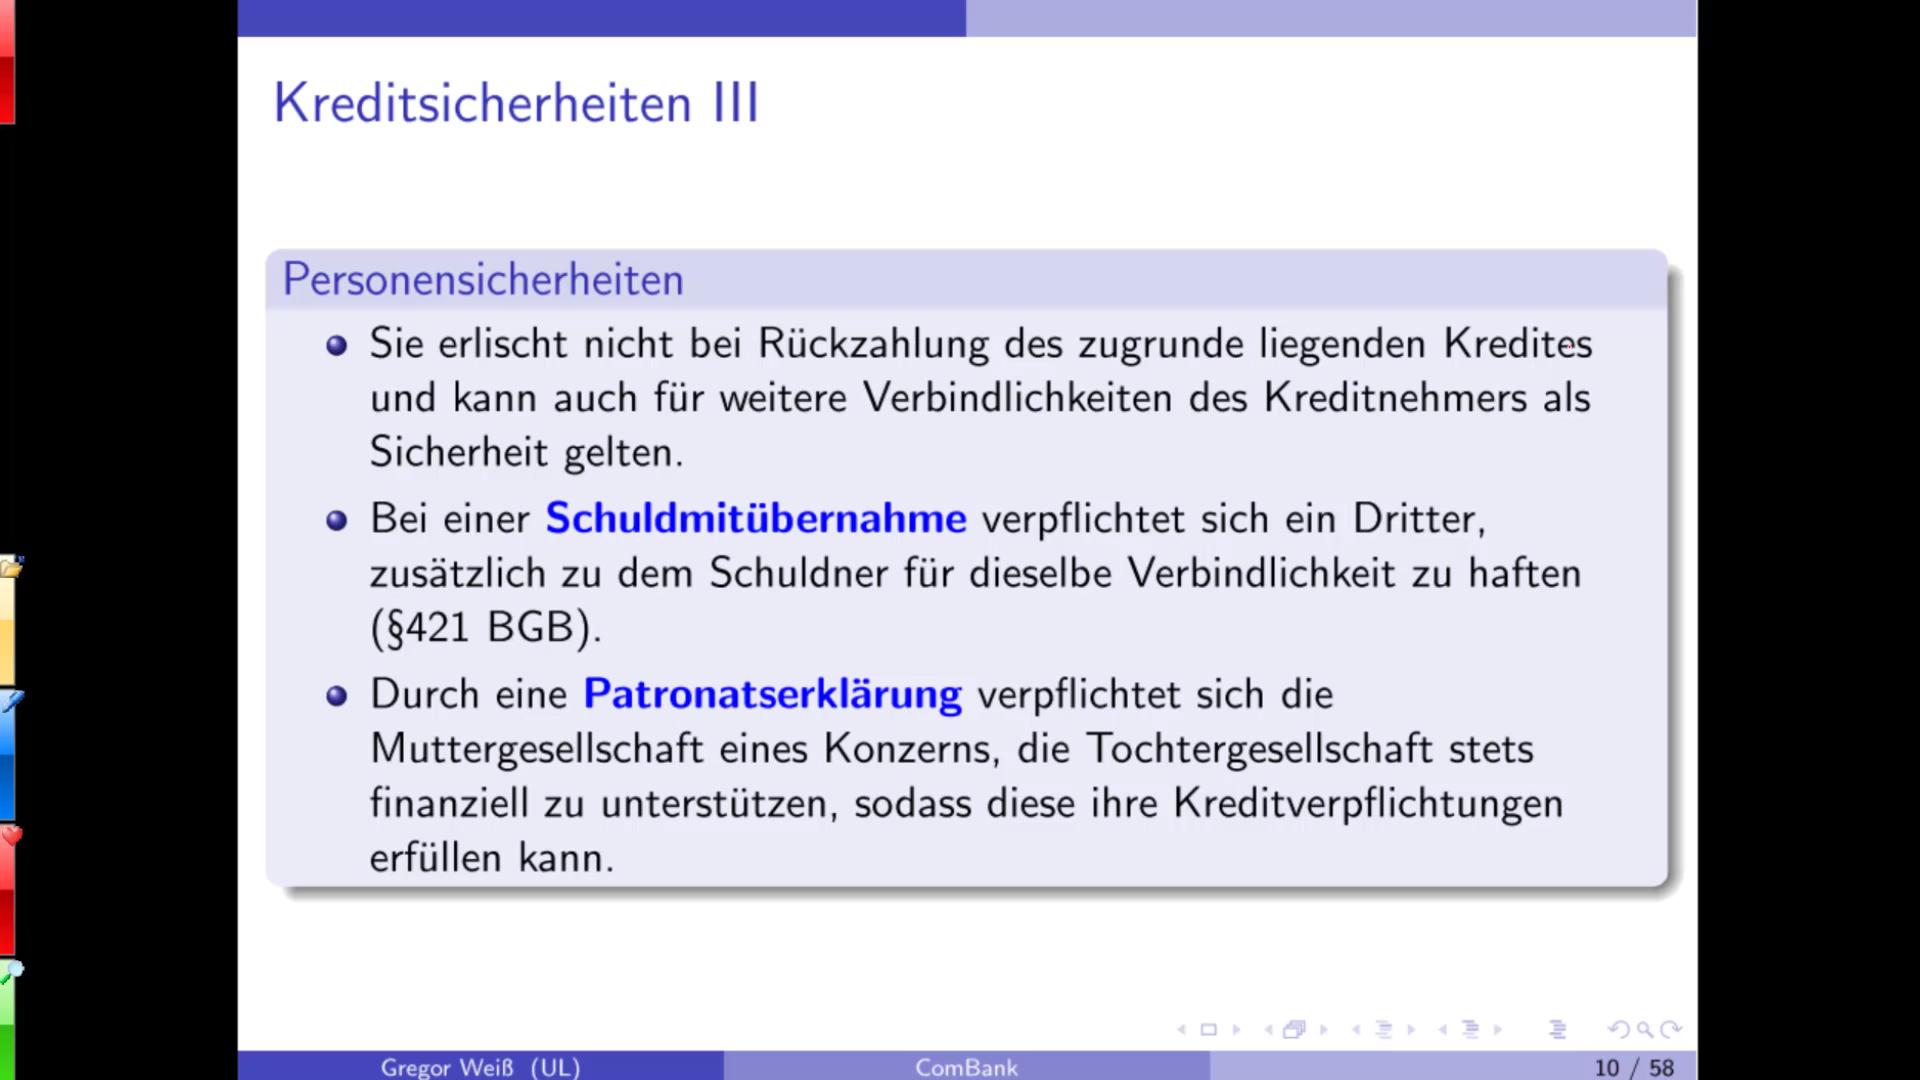 Kreditsicherheiten III
Personensicherheiten
Sie erlischt nicht bei Rückzahlung des zugrunde liegenden Kredites
und kann auch für weitere Verbindlichkeiten des Kreditnehmers als
Sicherheit gelten.
Bei einer Schuldmitübernahme verpflichtet sich ein Dritter,
zusätzlich zu dem Schuldner für dieselbe Verbindlichkeit zu haften
(§421 BGB).
Durch eine Patronatserklärung verpflichtet sich die
Muttergesellschaft eines Konzerns, die Tochtergesellschaft stets
finanziell zu unterstützen, sodass diese ihre Kreditverpflichtungen
erfüllen kann.
Gregor Weiß (UL) ComBank 10 / 58